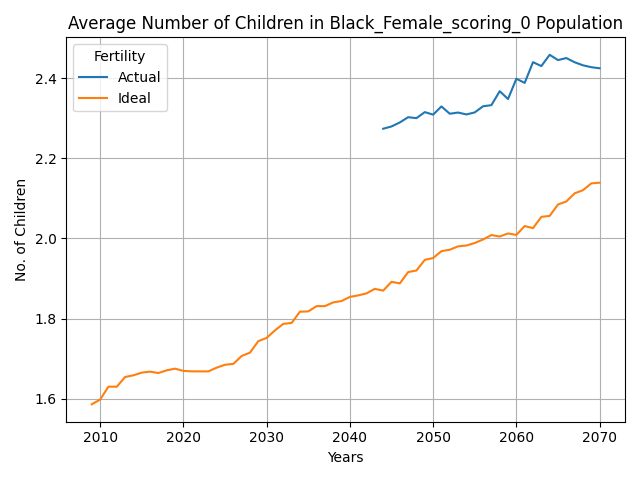 Average Number of Children in Black_Female_scoring_0 Population
Fertility
Actual
Ideal
No. of Children
2.4
2.2
2.0
1.8
1.6
2010 2020 2030 2040 2050 2060 2070
Years